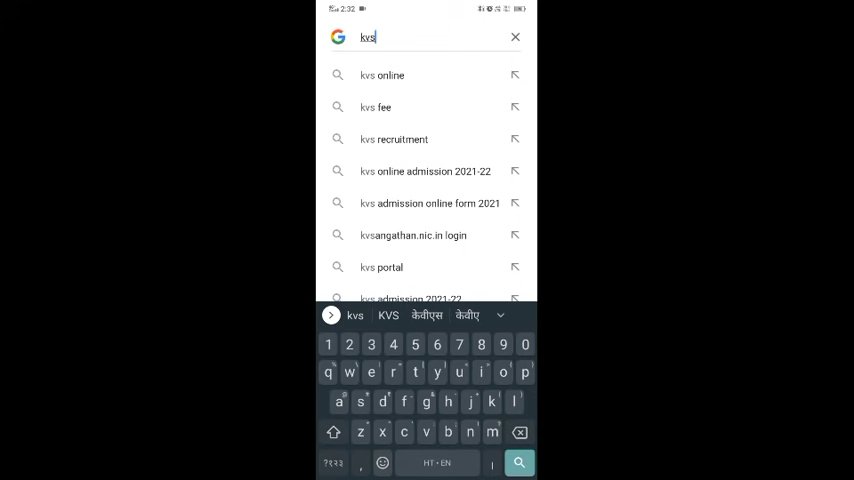 2:32
kvs
kvs online
kvs fee
kvs recruitment
kvs online admission 2021-22
kvs admission online form 2021
kvsangathan.nic.in login
kvs portal
kvs admission 2021-22
kvs KVS केवीएस केवीए
1 2 3 4 5 6 7 8 9 0
q w e r t y u i o p
a s d f g h j k l
z x c v b n m
?१२३ , HT • EN |